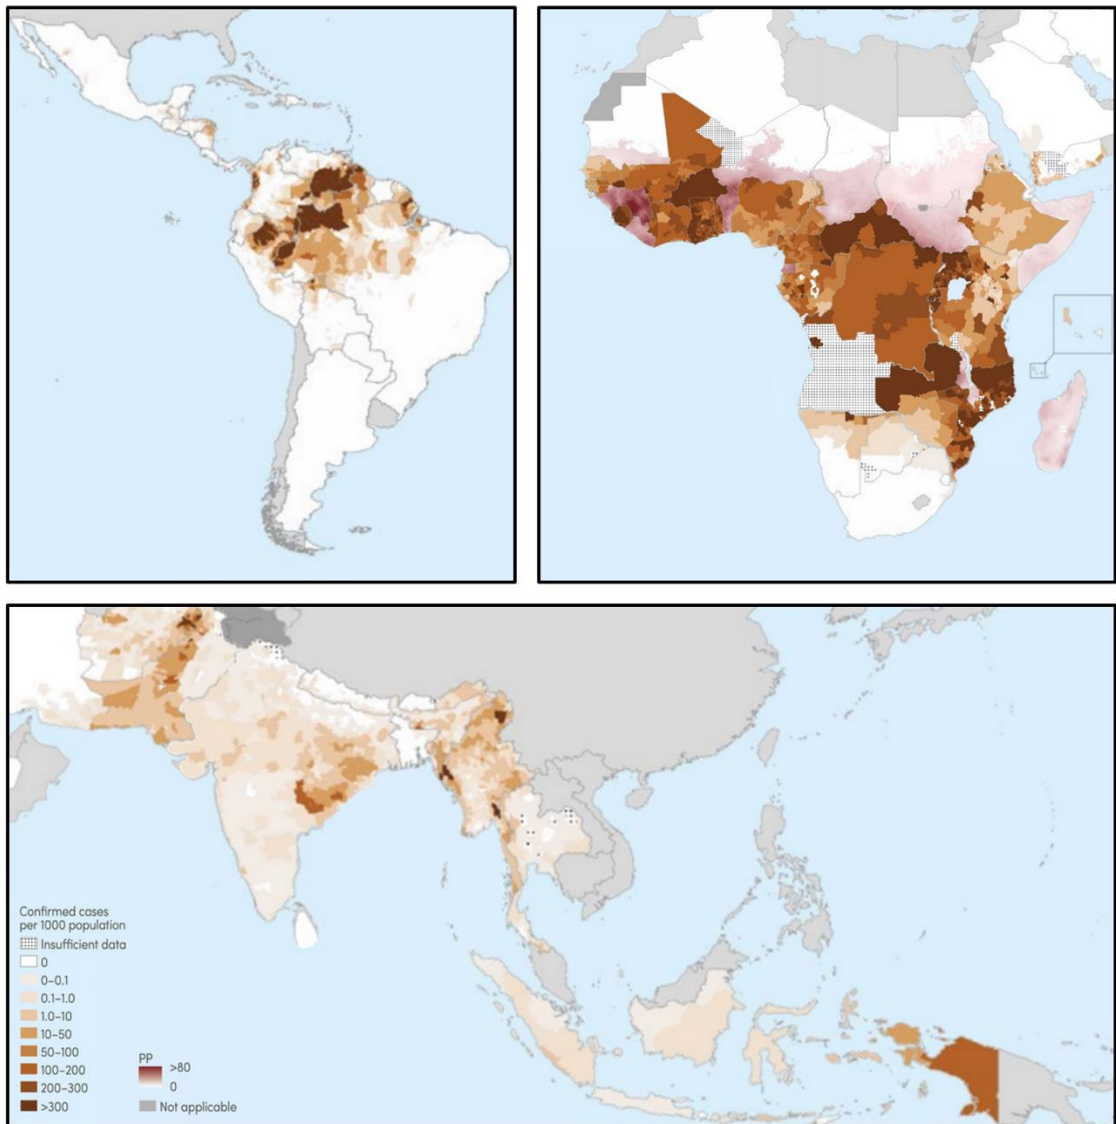 Confirmed cases
per 1000 population
Insufficient data
0
0–0.1
0.1–1.0
1.0–10
10–50
50–100
100–200
200–300
>300
PP
>80
0
Not applicable